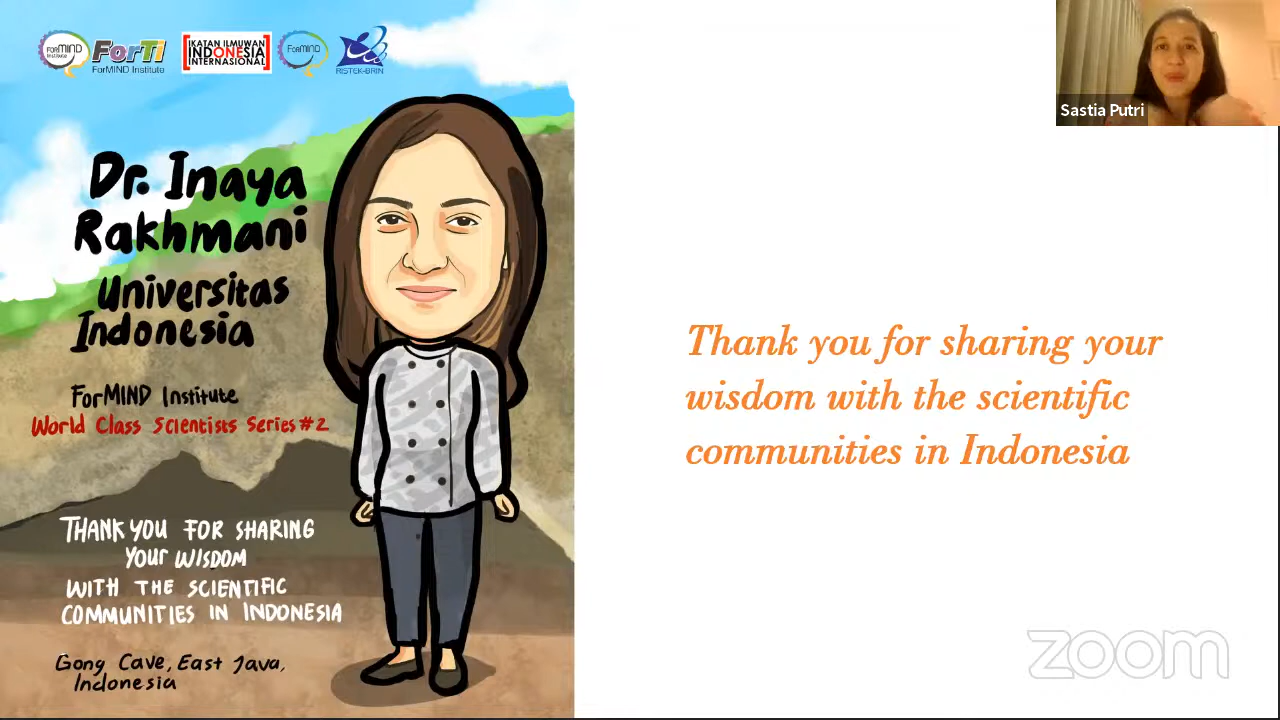 ForMIND
Institute
ForTI
ForMIND Institute
IKATAN ILMUWAN
INDONESIA
INTERNASIONAL
ForMIND
RISTEK-BRIN
Sastia Putri
Dr. Inaya
Rakhmani
Universitas
Indonesia
ForMIND Institute
World Class Scientists Series #2
THANK YOU FOR SHARING
YOUR WISDOM
WITH THE SCIENTIFIC
COMMUNITIES IN INDONESIA
Gong Cave, East Java,
Indonesia
Thank you for sharing your
wisdom with the scientific
communities in Indonesia
zoom